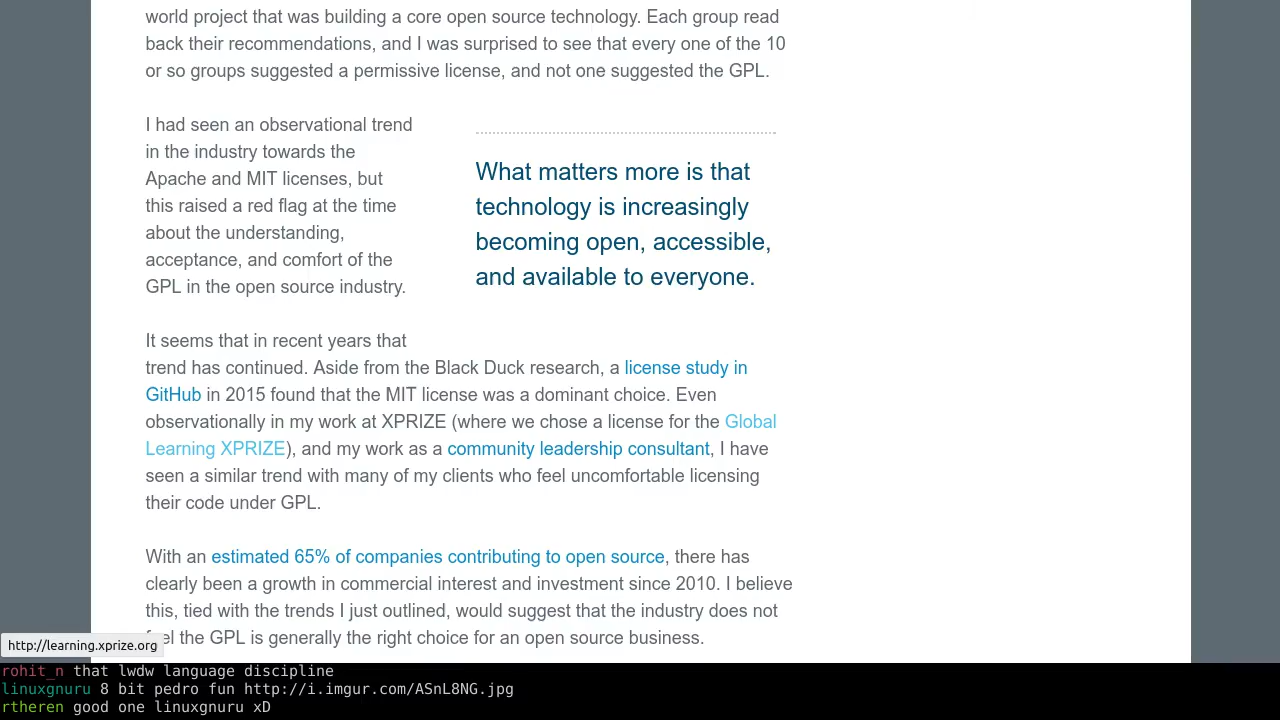 world project that was building a core open source technology. Each group read
back their recommendations, and I was surprised to see that every one of the 10
or so groups suggested a permissive license, and not one suggested the GPL.
I had seen an observational trend
in the industry towards the
Apache and MIT licenses, but
this raised a red flag at the time
about the understanding,
acceptance, and comfort of the
GPL in the open source industry.
What matters more is that
technology is increasingly
becoming open, accessible,
and available to everyone.
It seems that in recent years that
trend has continued. Aside from the Black Duck research, a license study in
GitHub in 2015 found that the MIT license was a dominant choice. Even
observationally in my work at XPRIZE (where we chose a license for the Global
Learning XPRIZE), and my work as a community leadership consultant, I have
seen a similar trend with many of my clients who feel uncomfortable licensing
their code under GPL.
With an estimated 65% of companies contributing to open source, there has
clearly been a growth in commercial interest and investment since 2010. I believe
this, tied with the trends I just outlined, would suggest that the industry does not
the GPL is generally the right choice for an open source business.
http://learning.xprize.org
rohit_n that lwdw language discipline
linuxgnuru 8 bit pedro fun http://i.imgur.com/ASnL8NG.jpg
rtheren good one linuxgnuru xD